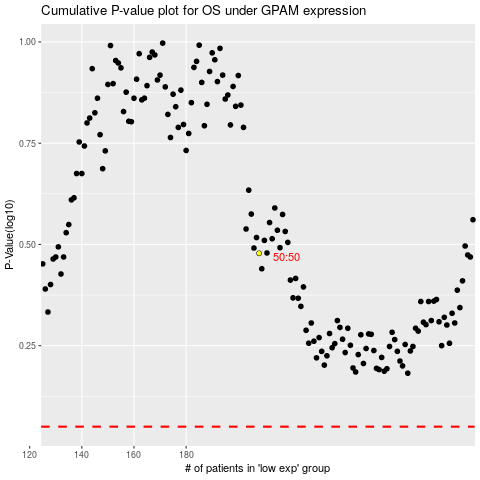 Cumulative P-value plot for OS under GPAM expression
P-Value(log10)
1.00
0.75
0.50
0.25
50:50
120 140 160 180
# of patients in 'low exp' group